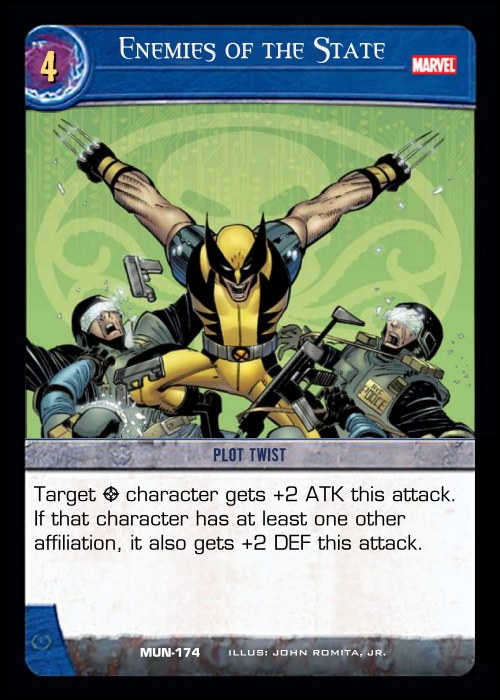 4
ENEMIES OF THE STATE
MARVEL
POLICE
PLOT TWIST
Target character gets +2 ATK this attack.
If that character has at least one other
affiliation, it also gets +2 DEF this attack.
MUN-174 ILLUS: JOHN ROMITA, JR.